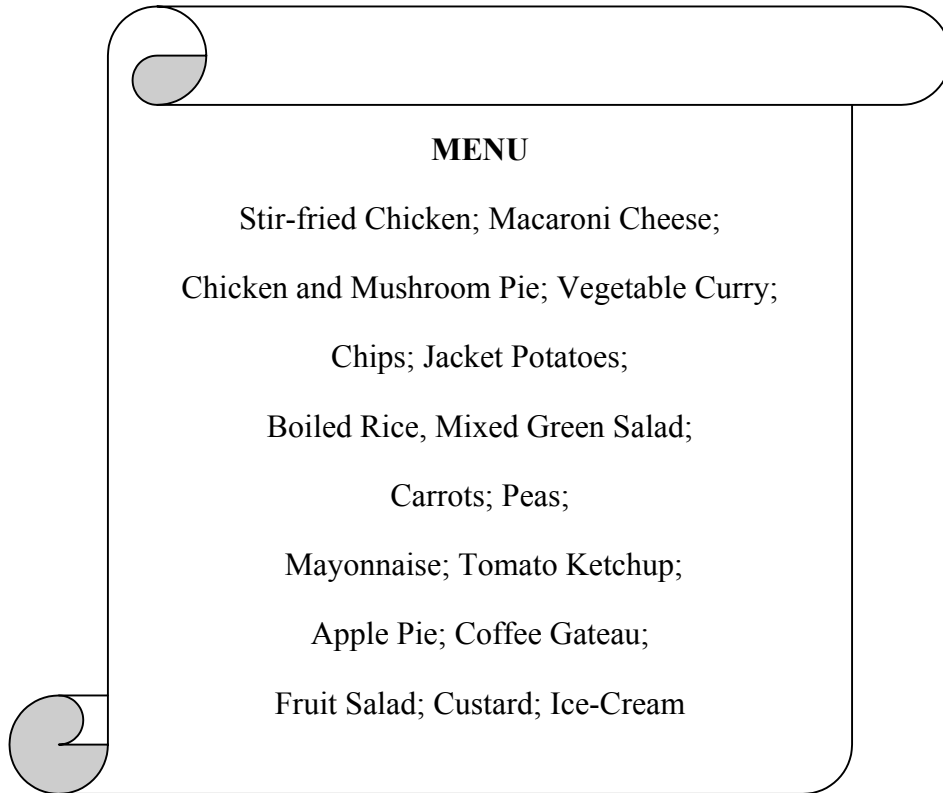 MENU
Stir-fried Chicken; Macaroni Cheese;
Chicken and Mushroom Pie; Vegetable Curry;
Chips; Jacket Potatoes;
Boiled Rice, Mixed Green Salad;
Carrots; Peas;
Mayonnaise; Tomato Ketchup;
Apple Pie; Coffee Gateau;
Fruit Salad; Custard; Ice-Cream